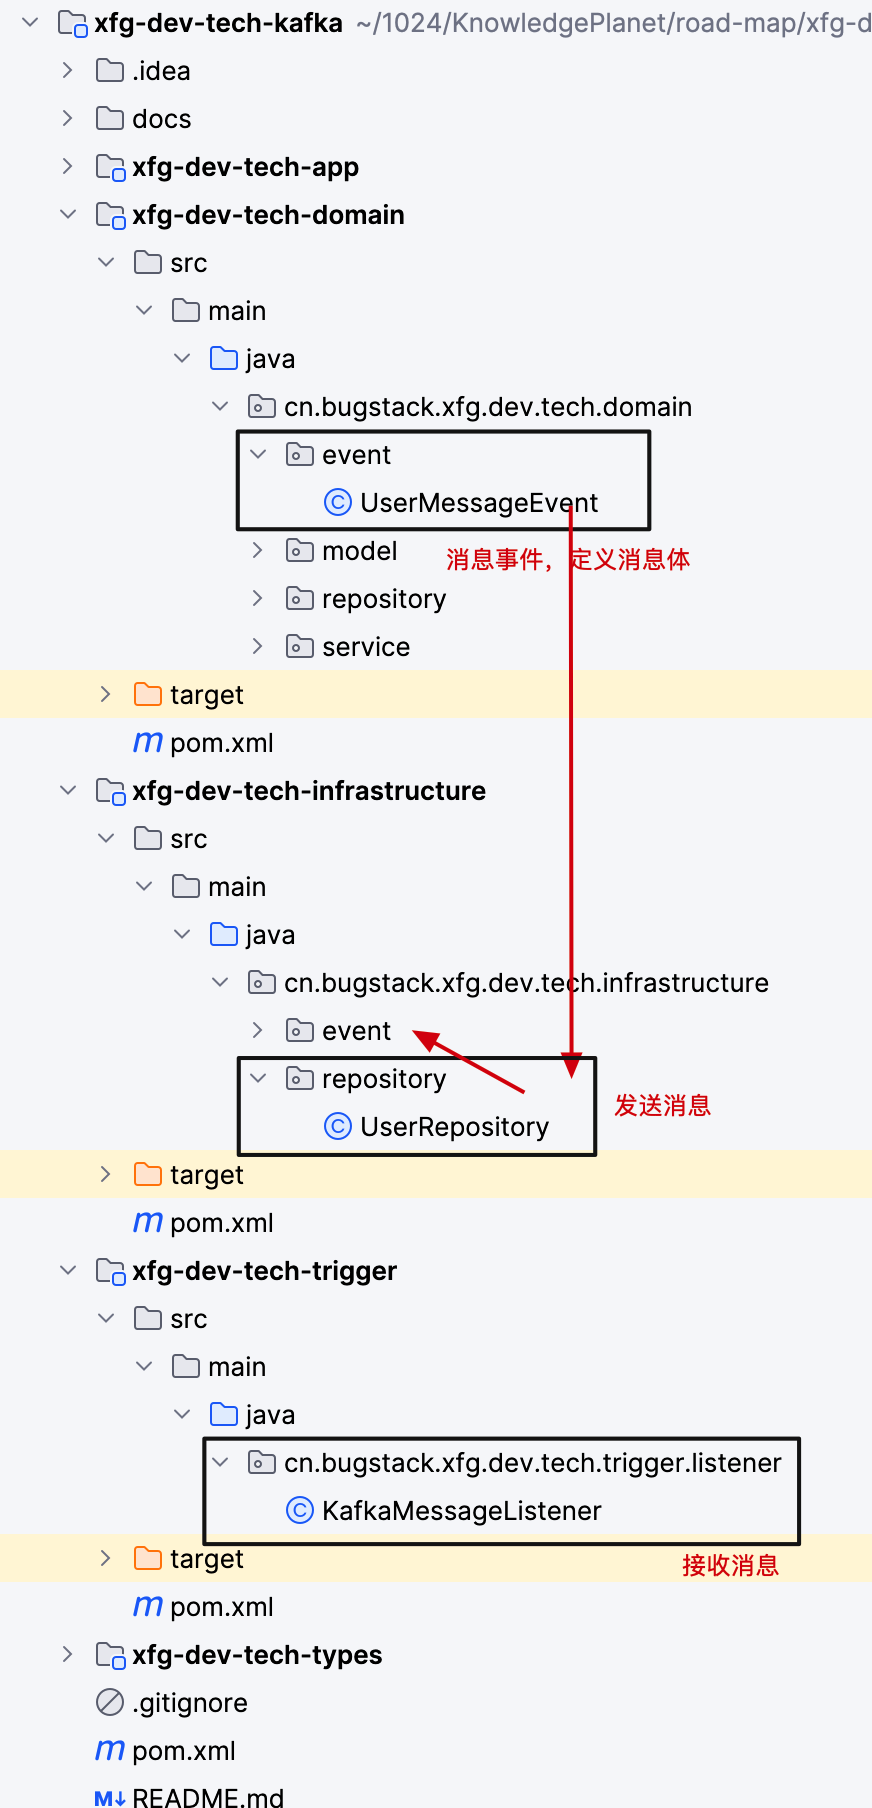 xfg-dev-tech-kafka ~/1024/KnowledgePlanet/road-map/xfg-d
.idea
docs
xfg-dev-tech-app
xfg-dev-tech-domain
src
main
java
cn.bugstack.xfg.dev.tech.domain
event
C UserMessageEvent
model
消息事件，定义消息体
repository
service
target
m pom.xml
xfg-dev-tech-infrastructure
src
main
java
cn.bugstack.xfg.dev.tech.infrastructure
event
repository
发送消息
C UserRepository
target
m pom.xml
xfg-dev-tech-trigger
src
main
java
cn.bugstack.xfg.dev.tech.trigger.listener
C KafkaMessageListener
target
接收消息
m pom.xml
xfg-dev-tech-types
.gitignore
m pom.xml
M↓ README.md